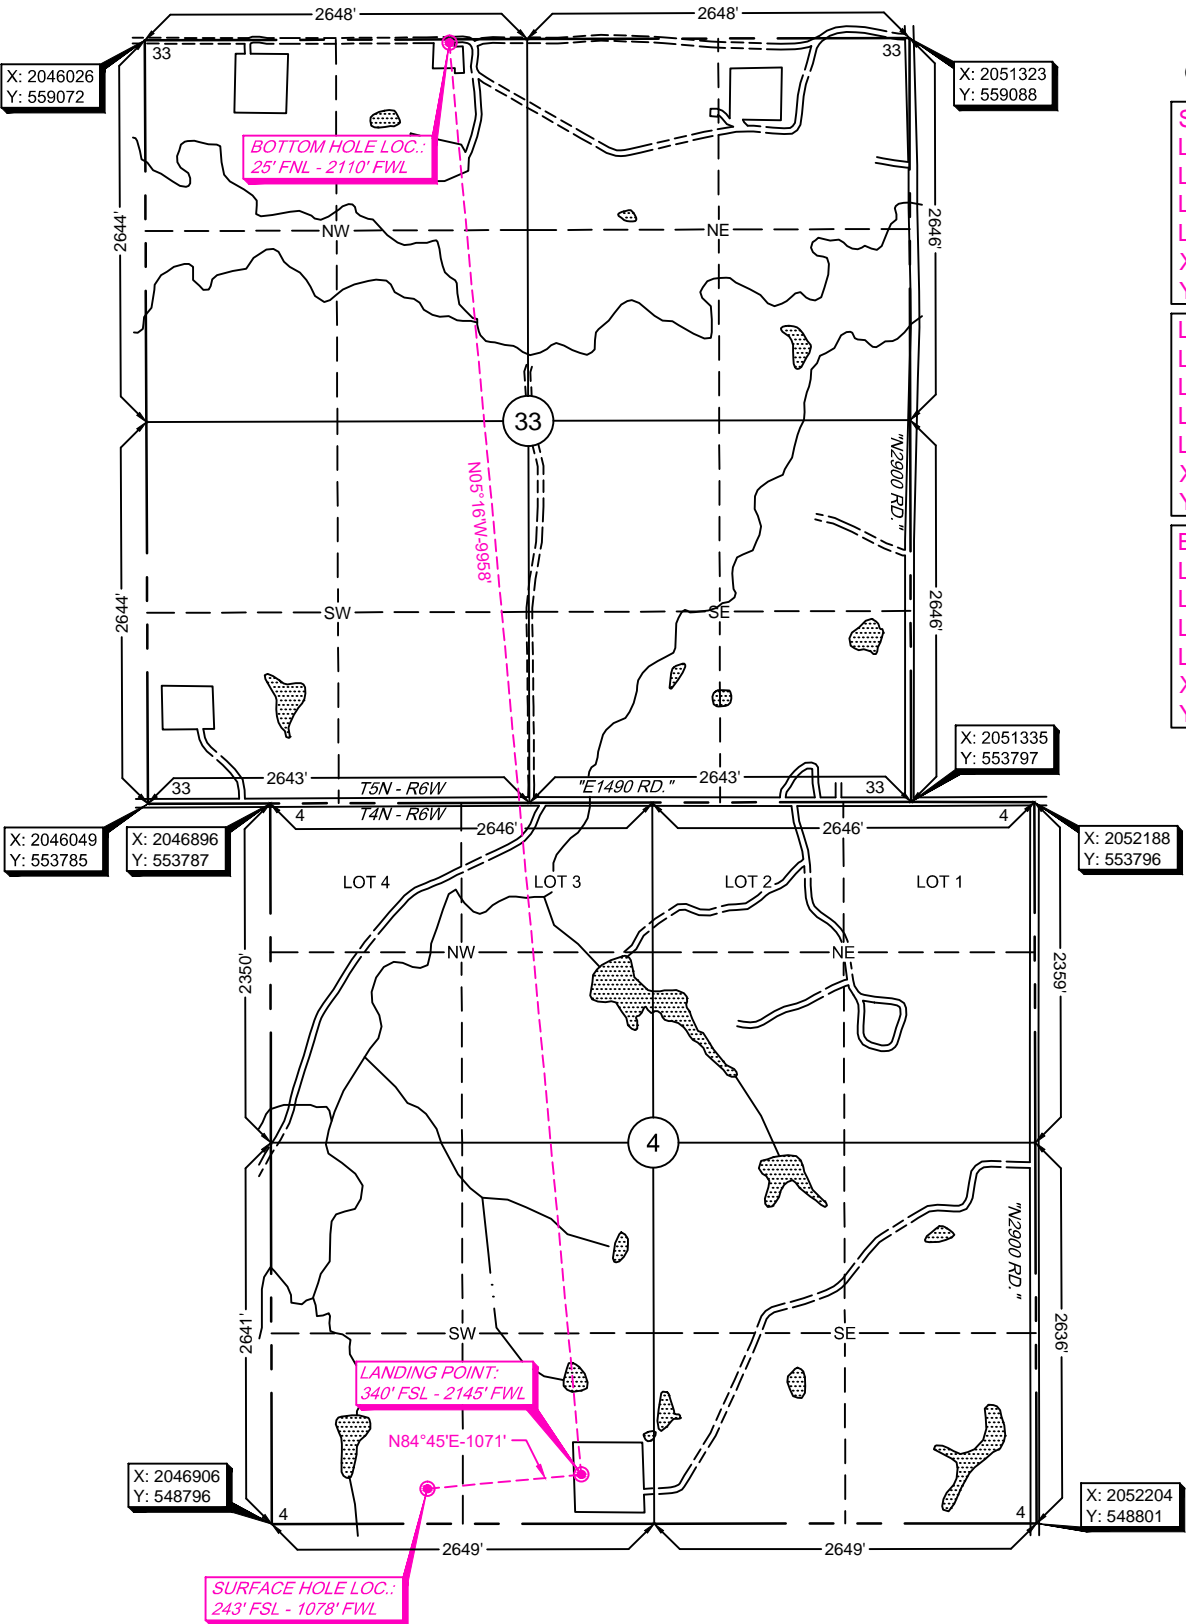 2648'
2648'
33
33
X: 2046026
Y: 559072
X: 2051323
Y: 559088
BOTTOM HOLE LOC.:
25' FNL - 2110' FWL
2644'
2646'
NW
NE
33
N05°16'W-9958'
"N2900 RD."
2644'
2646'
SW
SE
X: 2051335
Y: 553797
33
2643'
T5N - R6W
"E1490 RD."
2643'
33
4
T4N - R6W
2646'
2646'
4
X: 2046049
Y: 553785
X: 2046896
Y: 553787
X: 2052188
Y: 553796
LOT 4
LOT 3
LOT 2
LOT 1
NW
NE
2350'
2359'
4
"N2900 RD."
2641'
2636'
SW
SE
LANDING POINT:
340' FSL - 2145' FWL
N84°45'E-1071'
X: 2046906
Y: 548796
X: 2052204
Y: 548801
4
4
2649'
2649'
SURFACE HOLE LOC.:
243' FSL - 1078' FWL